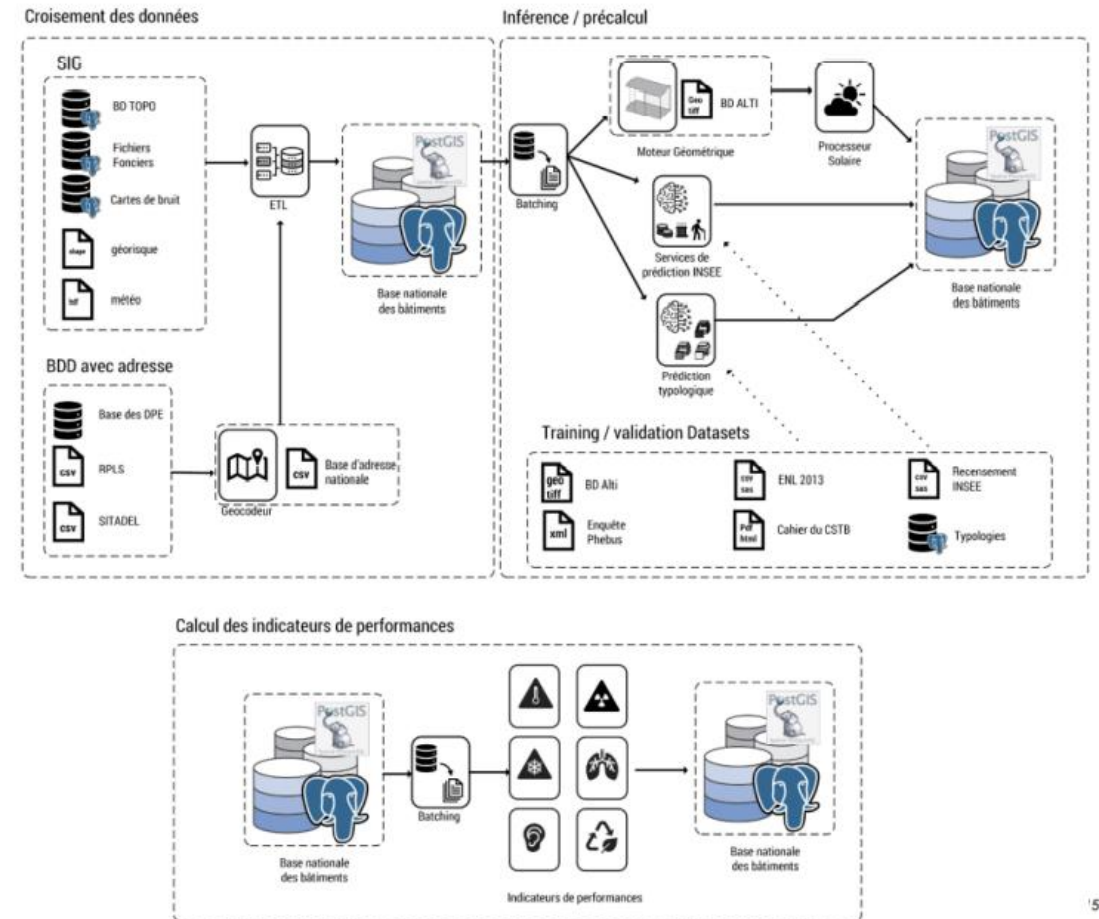 Croisement des données
SIG
BD TOPO
Fichiers
Fonciers
Cartes de bruit
shape
géorisque
météo
ETL
PostGIS
Base nationale
des bâtiments
BDD avec adresse
Base des DPE
csv
RPLS
csv
SITADEL
Geocodeur
csv
Base d'adresse
nationale
Inférence / précalcul
Batching
Geo
tiff
BD ALTI
Moteur Géométrique
Processeur
Solaire
Services de
prédiction INSEE
Prédiction
typologique
PostGIS
Base nationale
des bâtiments
Training / validation Datasets
geo
tiff
BD Alti
csv
sas
ENL 2013
csv
sas
Recensement
INSEE
xml
Enquête
Phebus
Pdf
html
Cahier du CSTB
Typologies
Calcul des indicateurs de performances
PostGIS
Base nationale
des bâtiments
Batching
Indicateurs de performances
PostGIS
Base nationale
des bâtiments